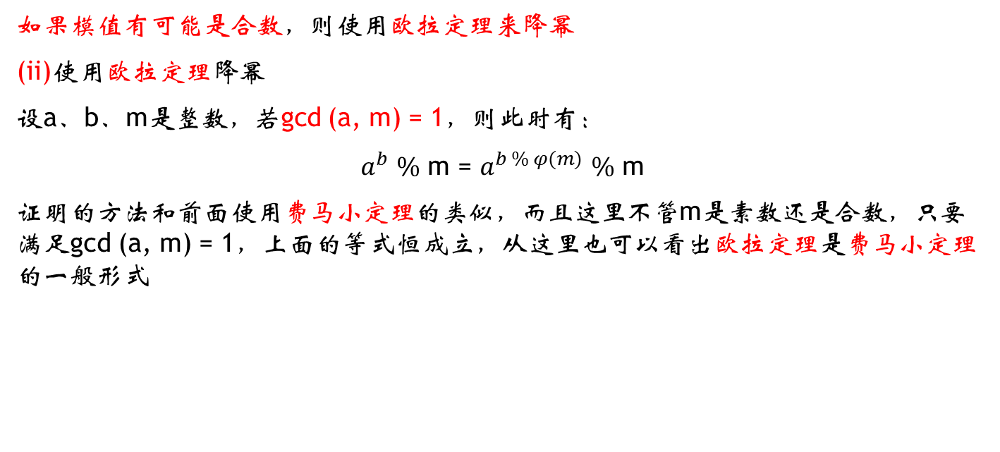 如果模值有可能是合数，则使用欧拉定理来降幂
(ii)使用欧拉定理降幂
设a、b、m是整数，若gcd (a, m) = 1，则此时有：
𝑎^𝑏 % m = 𝑎^(𝑏 % 𝜑(𝑚)) % m
证明的方法和前面使用费马小定理的类似，而且这里不管m是素数还是合数，只要
满足gcd (a, m) = 1，上面的等式恒成立，从这里也可以看出欧拉定理是费马小定理
的一般形式